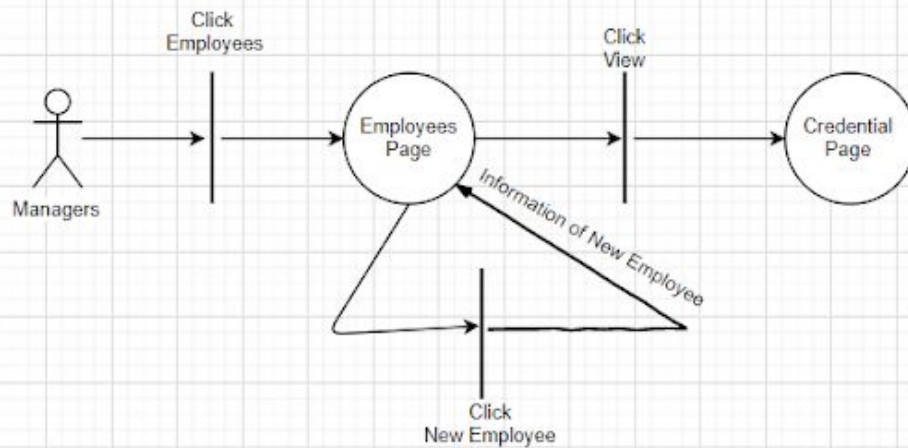 Click
Employees
Click
View
Employees
Page
Credential
Page
Managers
Information of New Employee
Click
New Employee